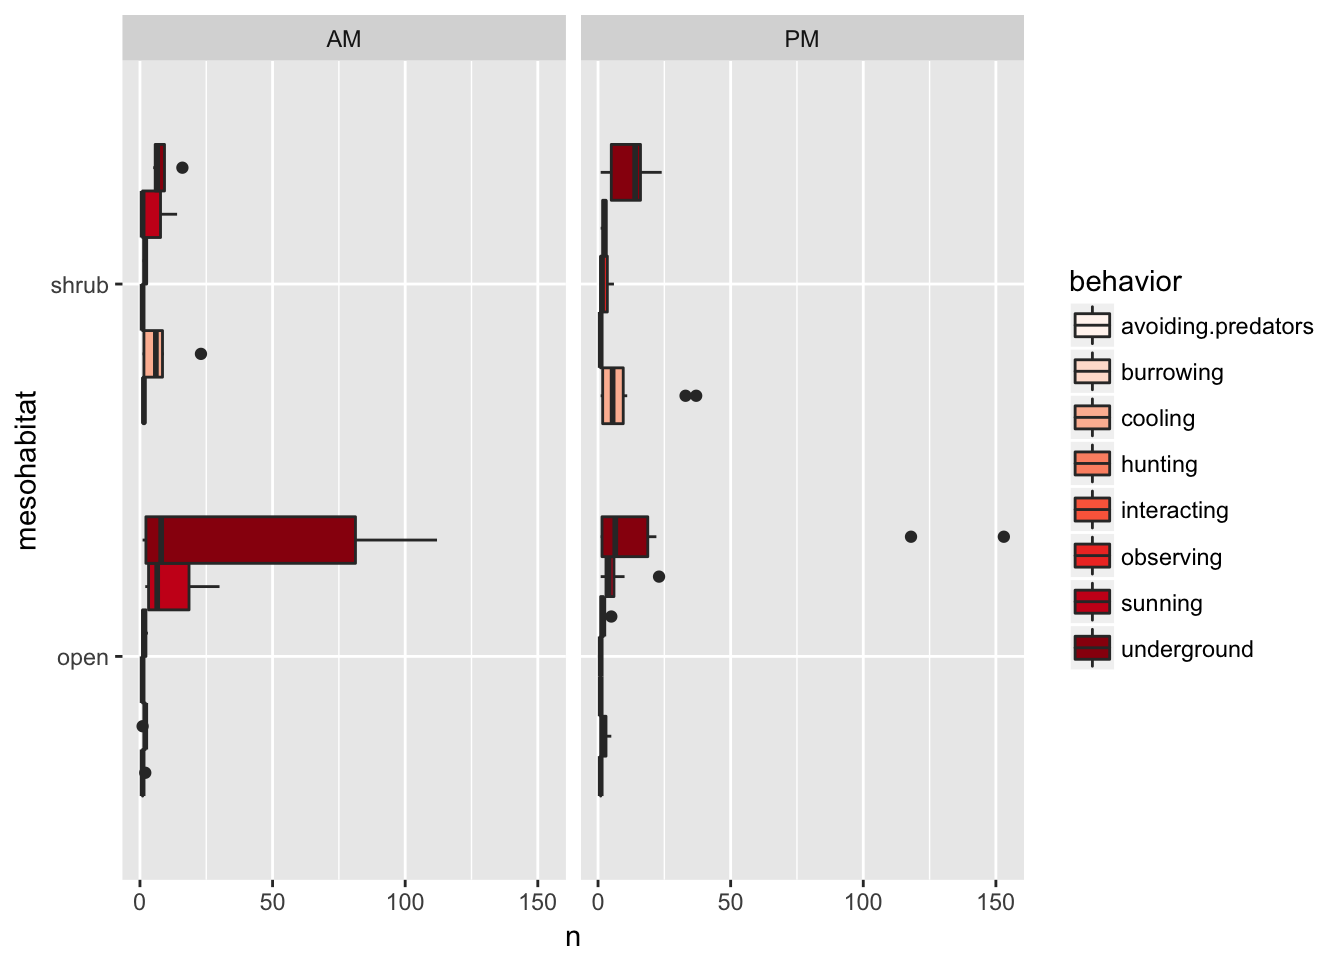 AM
PM
mesohabitat
shrub
open
0
50
100
150
0
50
100
150
n
behavior
avoiding.predators
burrowing
cooling
hunting
interacting
observing
sunning
underground